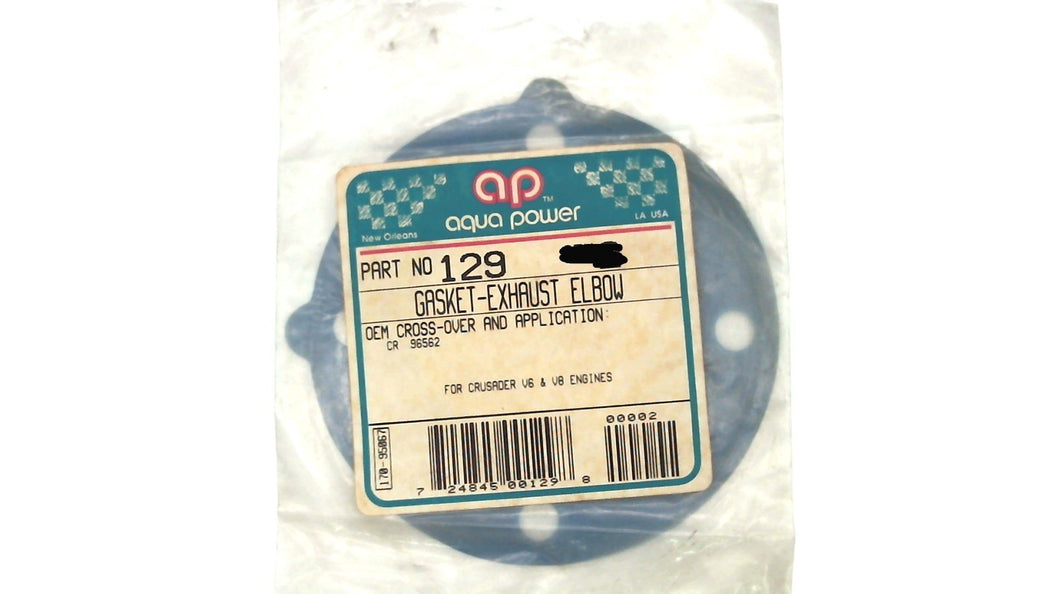 ap™
aqua power
New Orleans
LA USA
PART NO 129
GASKET-EXHAUST ELBOW
OEM CROSS-OVER AND APPLICATION:
CR 96562
FOR CRUSADER V6 & V8 ENGINES
170-95067
00002
7 24845 00129 8